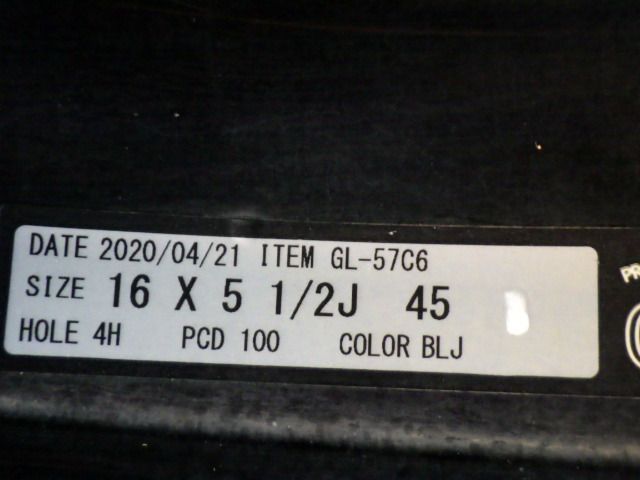 DATE 2020/04/21 ITEM GL-57C6
SIZE 16 X 5 1/2J 45
HOLE 4H PCD 100 COLOR BLJ